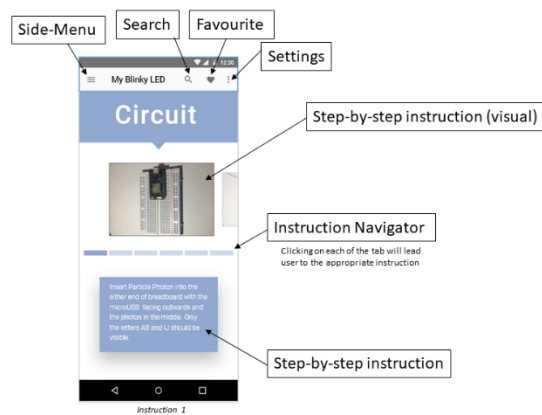 Side-Menu
Search
Favourite
Settings
12:30
My Blinky LED
Circuit
Step-by-step instruction (visual)
Instruction Navigator
Clicking on each of the tab will lead
user to the appropriate instruction
Insert Particle Photon into the
either end of breadboard with the
microUSB facing outwards and
the photon in the middle. Only
the letters AB and IJ should be
visible.
Step-by-step instruction
Instruction 1